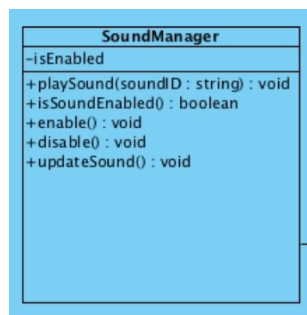 SoundManager
-isEnabled
+playSound(soundID : string) : void
+isSoundEnabled() : boolean
+enable() : void
+disable() : void
+updateSound() : void